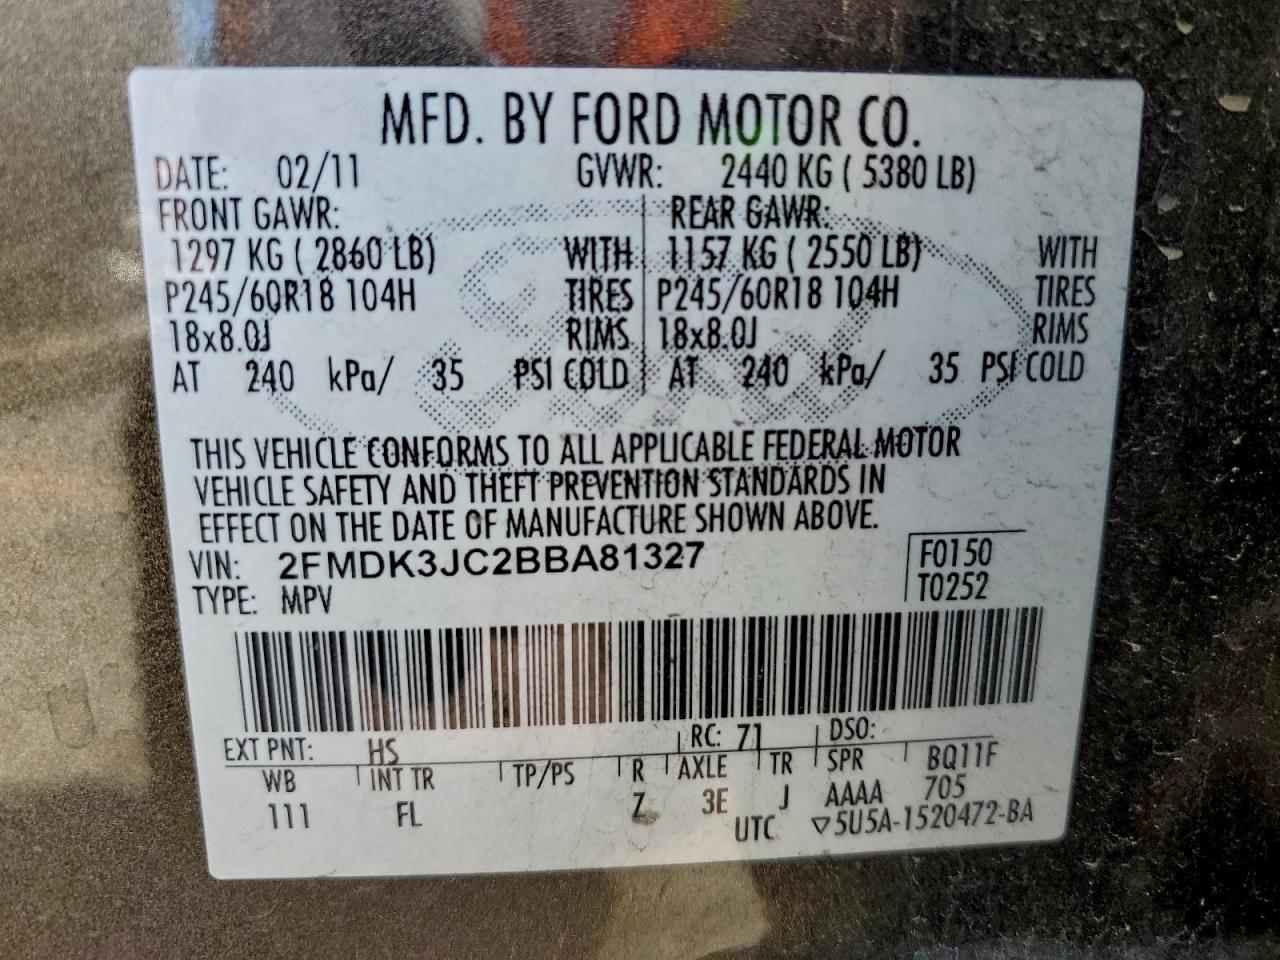 MFD. BY FORD MOTOR CO.
DATE: 02/11 GVWR: 2440 KG ( 5380 LB)
FRONT GAWR: REAR GAWR:
1297 KG ( 2860 LB) WITH 1157 KG ( 2550 LB) WITH
P245/60R18 104H TIRES P245/60R18 104H TIRES
18x8.0J RIMS 18x8.0J RIMS
AT 240 kPa/ 35 PSI COLD AT 240 kPa/ 35 PSI COLD
Ford
THIS VEHICLE CONFORMS TO ALL APPLICABLE FEDERAL MOTOR
VEHICLE SAFETY AND THEFT PREVENTION STANDARDS IN
EFFECT ON THE DATE OF MANUFACTURE SHOWN ABOVE.
VIN: 2FMDK3JC2BBA81327 F0150
TYPE: MPV T0252
EXT PNT: HS RC: 71 DSO:
WB INT TR TP/PS R AXLE TR SPR BQ11F
111 FL Z 3E J AAAA 705
UTC ▽5U5A-1520472-BA